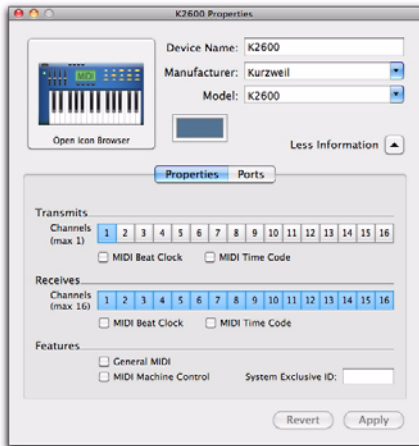 K2600 Properties
Device Name: K2600
Manufacturer: Kurzweil
Model: K2600
MIDI
Open Icon Browser
Less Information
Properties Ports
Transmits
Channels (max 1) 1 2 3 4 5 6 7 8 9 10 11 12 13 14 15 16
MIDI Beat Clock MIDI Time Code
Receives
Channels (max 16) 1 2 3 4 5 6 7 8 9 10 11 12 13 14 15 16
MIDI Beat Clock MIDI Time Code
Features
General MIDI
MIDI Machine Control System Exclusive ID:
Revert Apply